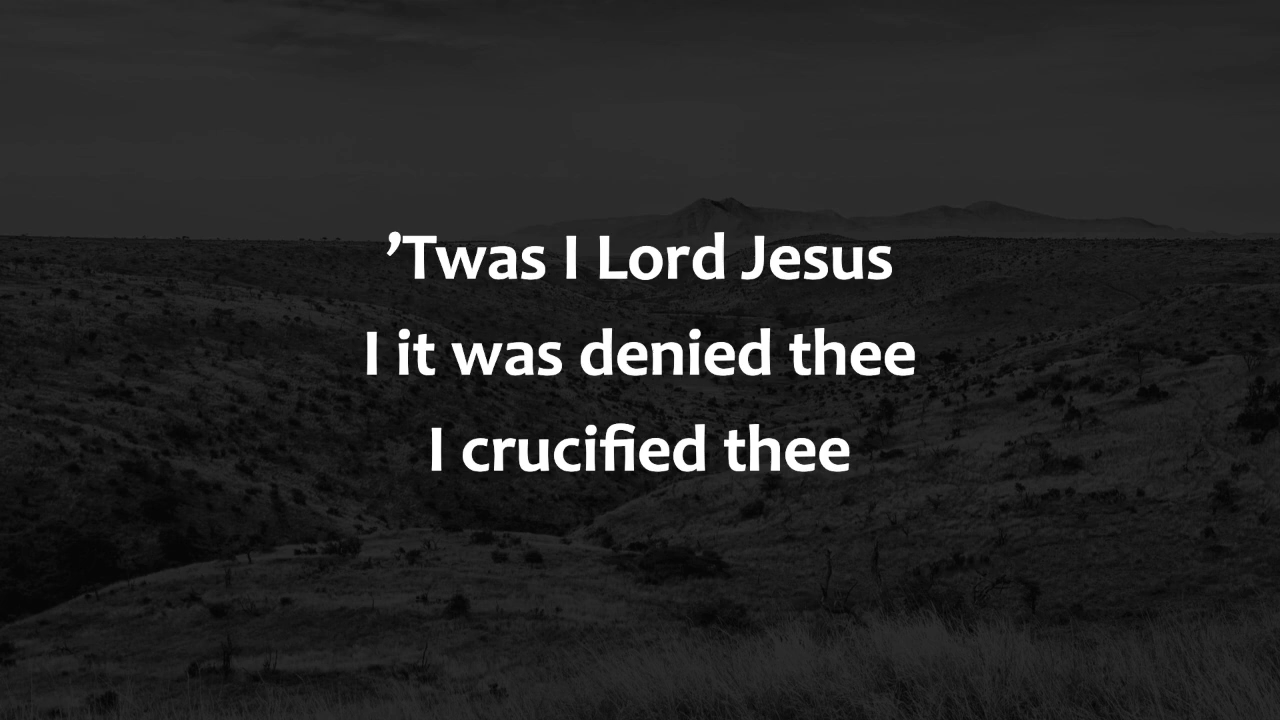 ’Twas I Lord Jesus
I it was denied thee
I crucified thee